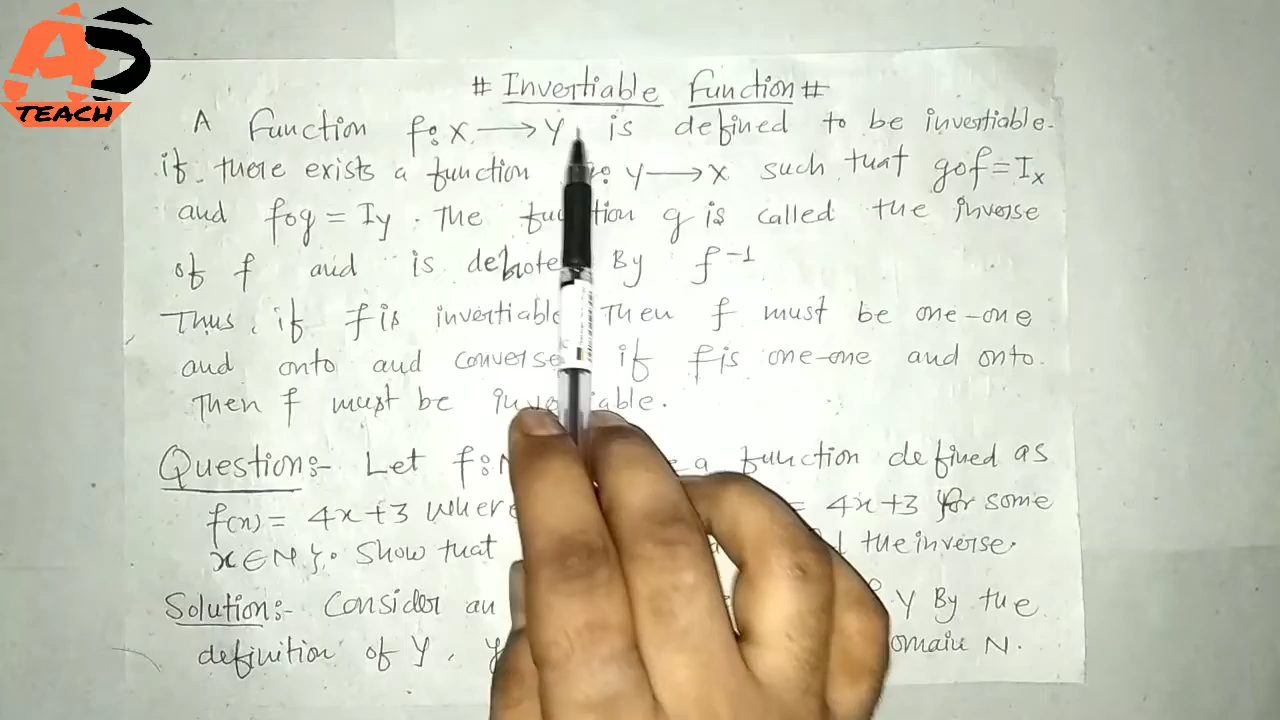 AS
TEACH
# Invertiable Function #
A Function f: X → Y is defined to be invertiable.
if there exists a function : Y → X such that gof = Ix
and fog = Iy. The function g is called the inverse
of f and is denote By f⁻¹
Thus, if f is invertiable Then f must be one-one
and onto and converse if f is one-one and onto.
Then f must be invertiable.
Question:- Let f: N a function defined as
f(x) = 4x+3 where = 4x+3 for some
x ∈ N}. Show that the inverse.
Solution:- Consider an Y By the
definition of Y, domain N.